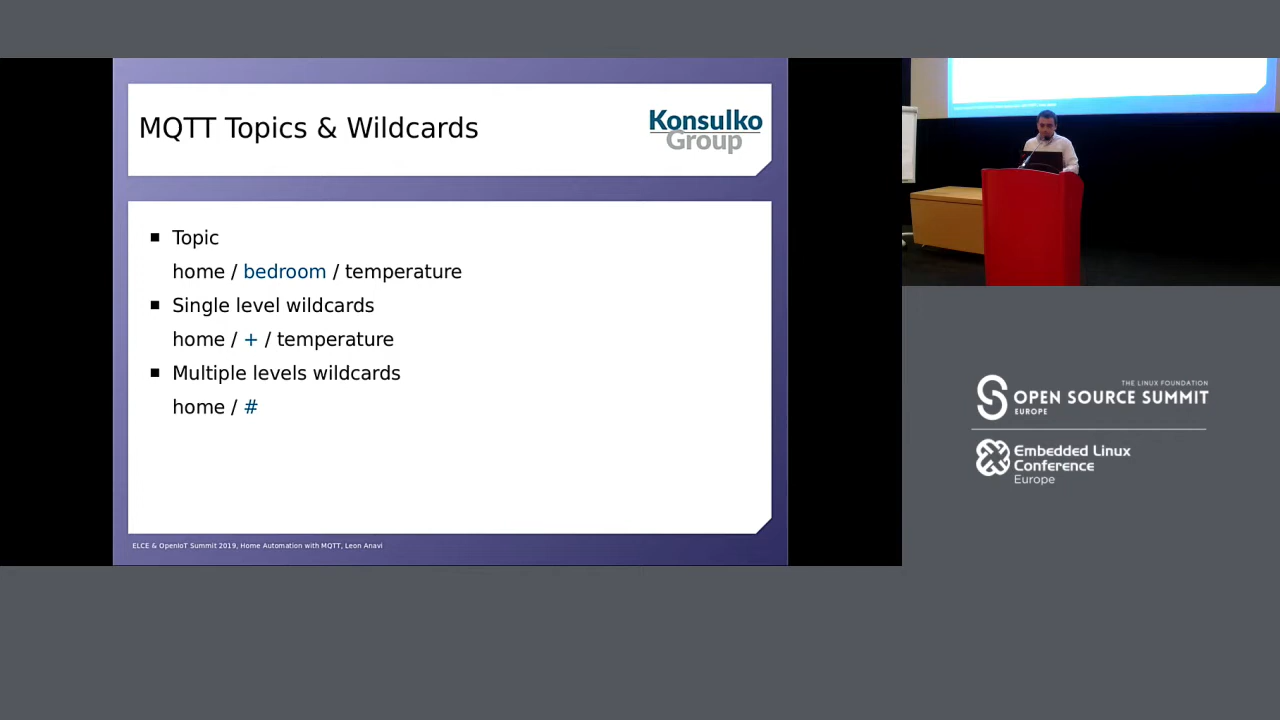 MQTT Topics & Wildcards
Konsulko
Group
Topic
home / bedroom / temperature
Single level wildcards
home / + / temperature
Multiple levels wildcards
home / #
ELCE & OpenIoT Summit 2019, Home Automation with MQTT, Leon Anavi
THE LINUX FOUNDATION
OPEN SOURCE SUMMIT
EUROPE
Embedded Linux
Conference
Europe